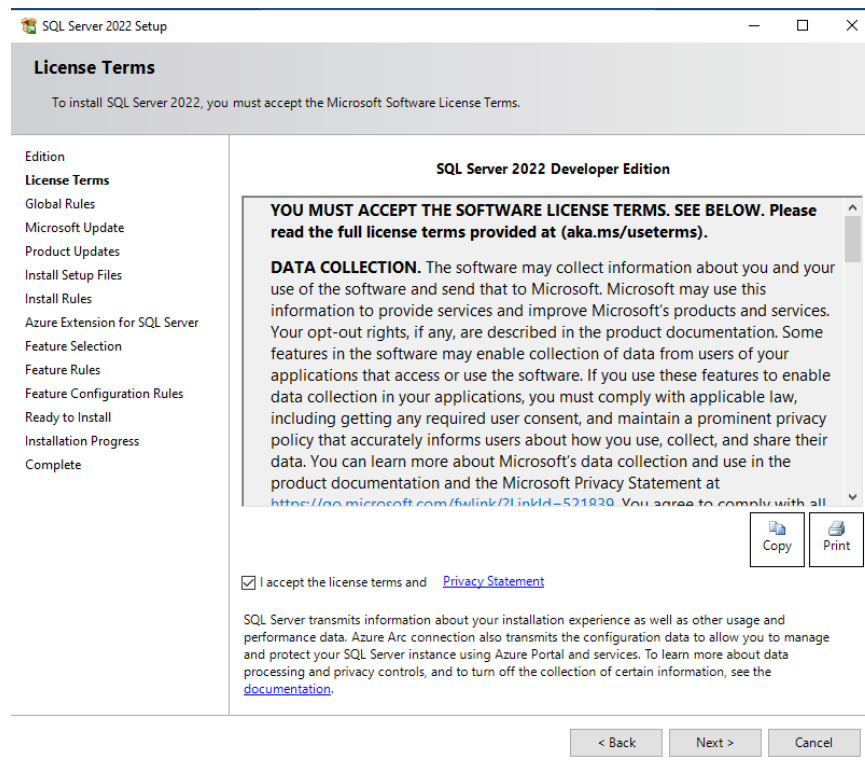 SQL Server 2022 Setup
License Terms
To install SQL Server 2022, you must accept the Microsoft Software License Terms.
Edition
License Terms
Global Rules
Microsoft Update
Product Updates
Install Setup Files
Install Rules
Azure Extension for SQL Server
Feature Selection
Feature Rules
Feature Configuration Rules
Ready to Install
Installation Progress
Complete
SQL Server 2022 Developer Edition
YOU MUST ACCEPT THE SOFTWARE LICENSE TERMS. SEE BELOW. Please
read the full license terms provided at (aka.ms/useterms).
DATA COLLECTION. The software may collect information about you and your
use of the software and send that to Microsoft. Microsoft may use this
information to provide services and improve Microsoft's products and services.
Your opt-out rights, if any, are described in the product documentation. Some
features in the software may enable collection of data from users of your
applications that access or use the software. If you use these features to enable
data collection in your applications, you must comply with applicable law,
including getting any required user consent, and maintain a prominent privacy
policy that accurately informs users about how you use, collect, and share their
data. You can learn more about Microsoft's data collection and use in the
product documentation and the Microsoft Privacy Statement at
https://go.microsoft.com/fwlink/?LinkId=521839. You agree to comply with all
Copy
Print
I accept the license terms and Privacy Statement
SQL Server transmits information about your installation experience as well as other usage and
performance data. Azure Arc connection also transmits the configuration data to allow you to manage
and protect your SQL Server instance using Azure Portal and services. To learn more about data
processing and privacy controls, and to turn off the collection of certain information, see the
documentation.
< Back
Next >
Cancel